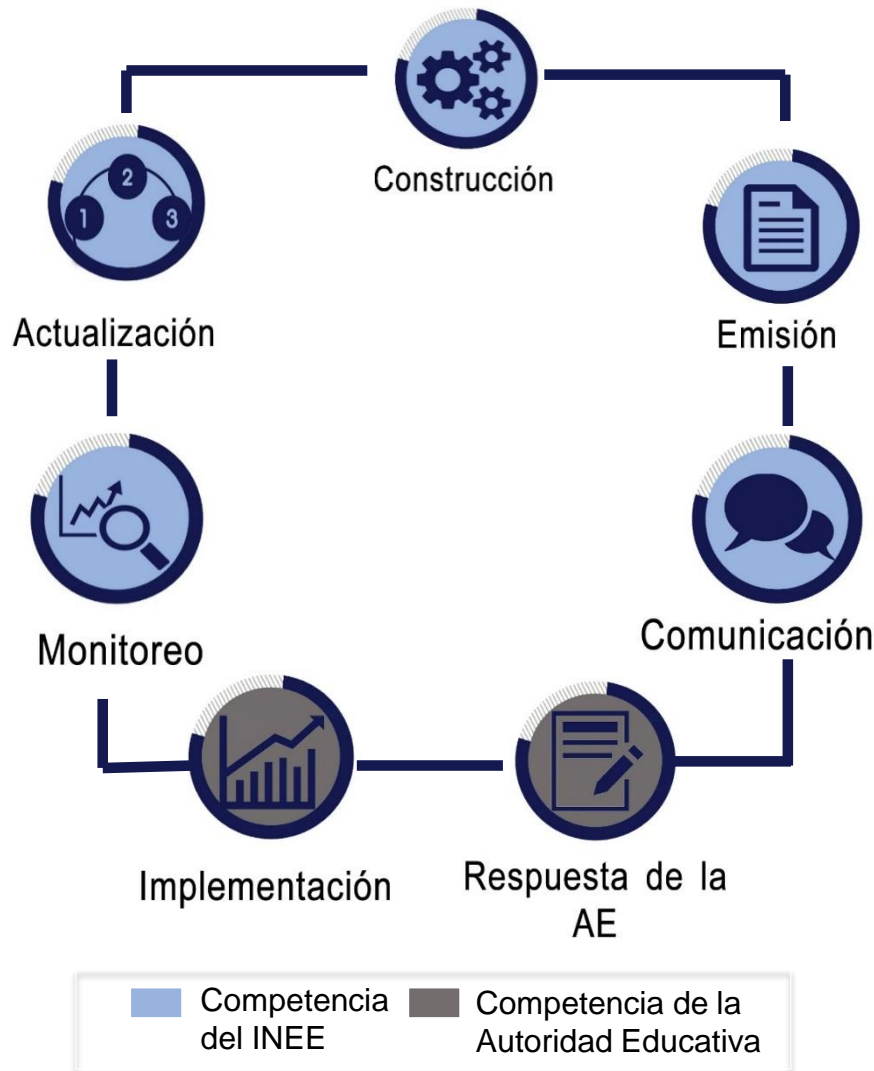 Construcción
2
1
3
Actualización
Emisión
Monitoreo
Comunicación
Implementación
Respuesta de la
AE
Competencia
del INEE
Competencia de la
Autoridad Educativa